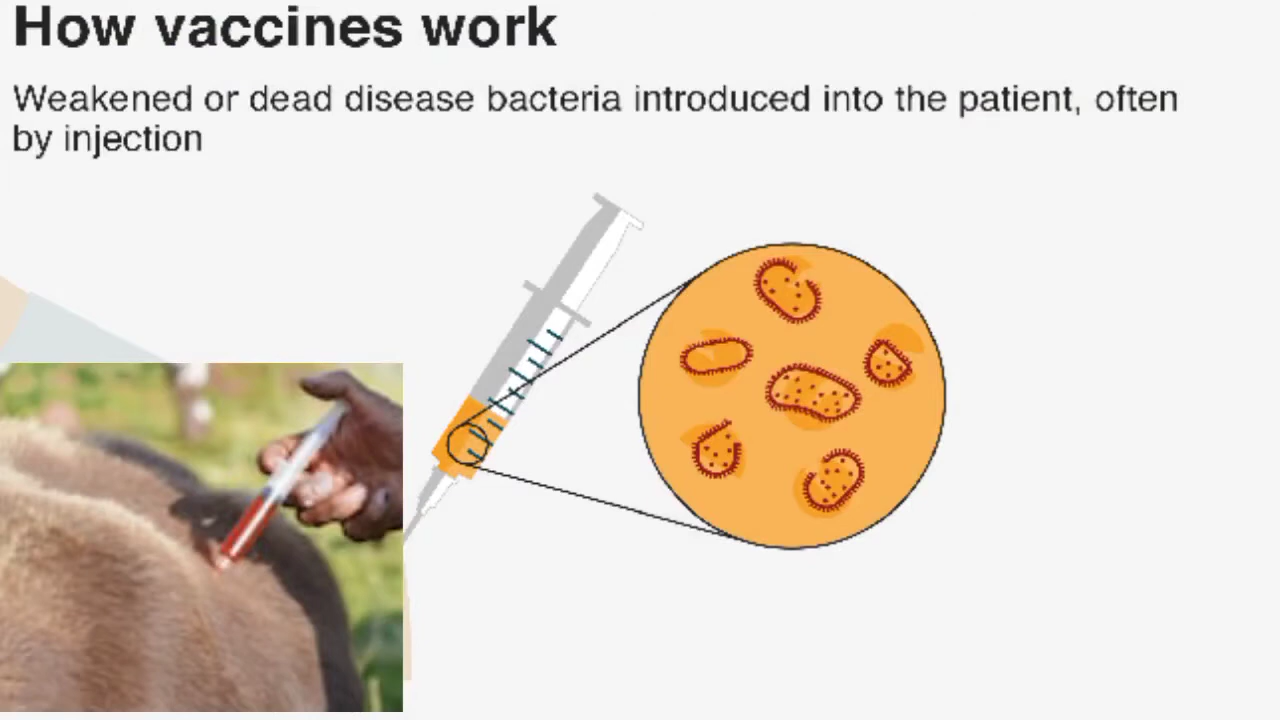 How vaccines work
Weakened or dead disease bacteria introduced into the patient, often
by injection